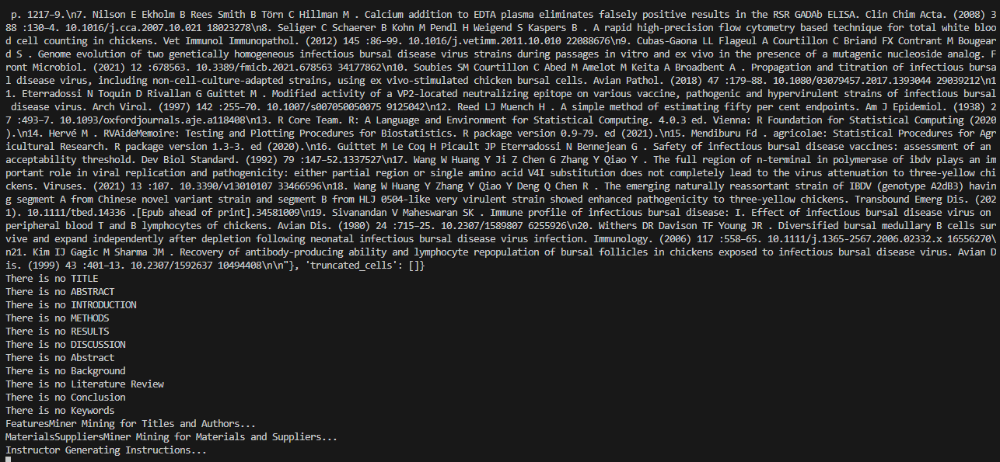 p. 1217–9.\n7. Nilson E Ekholm B Rees Smith B Törn C Hillman M . Calcium addition to EDTA plasma eliminates falsely positive results in the RSR GADAb ELISA. Clin Chim Acta. (2008) 3
88 :130–4. 10.1016/j.cca.2007.10.021 18023278\n8. Seliger C Schaerer B Kohn M Pendl H Weigend S Kaspers B . A rapid high-precision flow cytometry based technique for total white bloo
d cell counting in chickens. Vet Immunol Immunopathol. (2012) 145 :86–99. 10.1016/j.vetimm.2011.10.010 22088676\n9. Cubas-Gaona LL Flageul A Courtillon C Briand FX Contrant M Bougear
d S . Genome evolution of two genetically homogeneous infectious bursal disease virus strains during passages in vitro and ex vivo in the presence of a mutagenic nucleoside analog. F
ront Microbiol. (2021) 12 :678563. 10.3389/fmicb.2021.678563 34177862\n10. Soubies SM Courtillon C Abed M Amelot M Keita A Broadbent A . Propagation and titration of infectious bursa
l disease virus, including non-cell-culture-adapted strains, using ex vivo-stimulated chicken bursal cells. Avian Pathol. (2018) 47 :179–88. 10.1080/03079457.2017.1393044 29039212\n1
1. Eterradossi N Toquin D Rivallan G Guittet M . Modified activity of a VP2-located neutralizing epitope on various vaccine, pathogenic and hypervirulent strains of infectious bursal
disease virus. Arch Virol. (1997) 142 :255–70. 10.1007/s007050050075 9125042\n12. Reed LJ Muench H . A simple method of estimating fifty per cent endpoints. Am J Epidemiol. (1938) 2
7 :493–7. 10.1093/oxfordjournals.aje.a118408\n13. R Core Team. R: A Language and Environment for Statistical Computing. 4.0.3 ed. Vienna: R Foundation for Statistical Computing (2020
).\n14. Hervé M . RVAideMemoire: Testing and Plotting Procedures for Biostatistics. R package version 0.9-79. ed (2021).\n15. Mendiburu Fd . agricolae: Statistical Procedures for Agr
icultural Research. R package version 1.3-3. ed (2020).\n16. Guittet M Le Coq H Picault JP Eterradossi N Bennejean G . Safety of infectious bursal disease vaccines: assessment of an
acceptability threshold. Dev Biol Standard. (1992) 79 :147–52.1337527\n17. Wang W Huang Y Ji Z Chen G Zhang Y Qiao Y . The full region of n-terminal in polymerase of ibdv plays an im
portant role in viral replication and pathogenicity: either partial region or single amino acid V4I substitution does not completely lead to the virus attenuation to three-yellow chi
ckens. Viruses. (2021) 13 :107. 10.3390/v13010107 33466596\n18. Wang W Huang Y Zhang Y Qiao Y Deng Q Chen R . The emerging naturally reassortant strain of IBDV (genotype A2dB3) havin
g segment A from Chinese novel variant strain and segment B from HLJ 0504-like very virulent strain showed enhanced pathogenicity to three-yellow chickens. Transbound Emerg Dis. (202
1). 10.1111/tbed.14336 .[Epub ahead of print].34581009\n19. Sivanandan V Maheswaran SK . Immune profile of infectious bursal disease: I. Effect of infectious bursal disease virus on
peripheral blood T and B lymphocytes of chickens. Avian Dis. (1980) 24 :715–25. 10.2307/1589807 6255926\n20. Withers DR Davison TF Young JR . Diversified bursal medullary B cells sur
vive and expand independently after depletion following neonatal infectious bursal disease virus infection. Immunology. (2006) 117 :558–65. 10.1111/j.1365-2567.2006.02332.x 16556270\
n21. Kim IJ Gagic M Sharma JM . Recovery of antibody-producing ability and lymphocyte repopulation of bursal follicles in chickens exposed to infectious bursal disease virus. Avian D
is. (1999) 43 :401–13. 10.2307/1592637 10494408\n\n"}, 'truncated_cells': []}
There is no TITLE
There is no ABSTRACT
There is no INTRODUCTION
There is no METHODS
There is no RESULTS
There is no DISCUSSION
There is no Abstract
There is no Background
There is no Literature Review
There is no Conclusion
There is no Keywords
FeaturesMiner Mining for Titles and Authors...
MaterialsSuppliersMiner Mining for Materials and Suppliers...
Instructor Generating Instructions...